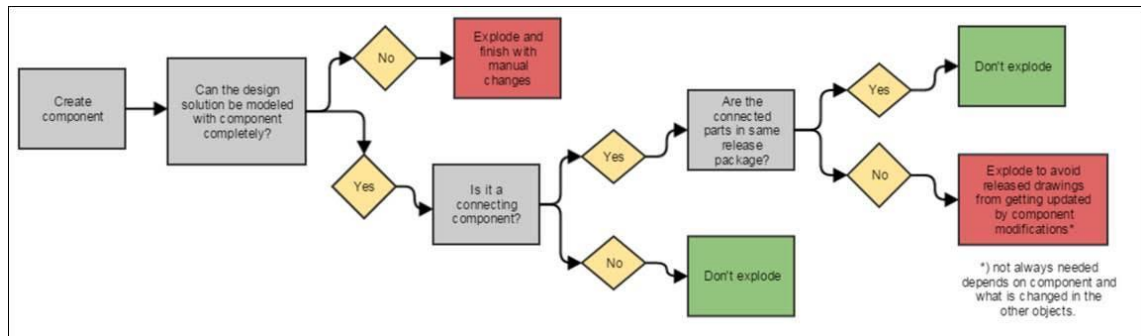 Create
component
Can the design
solution be modeled
with component
completely?
No
Explode and
finish with
manual
changes
Yes
Is it a
connecting
component?
Yes
Are the
connected
parts in same
release
package?
Yes
Don't explode
No
Explode to avoid
released drawings
from getting updated
by component
modifications*
No
Don't explode
*) not always needed
depends on component and
what is changed in the
other objects.